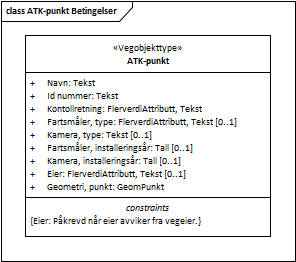 class ATK-punkt Betingelser
«Vegobjekttype»
ATK-punkt
+ Navn: Tekst
+ Id nummer: Tekst
+ Kontollretning: FlerverdiAttributt, Tekst
+ Fartsmåler, type: FlerverdiAttributt, Tekst [0..1]
+ Kamera, type: Tekst [0..1]
+ Fartsmåler, installeringsår: Tall [0..1]
+ Kamera, installeringsår: Tall [0..1]
+ Eier: FlerverdiAttributt, Tekst [0..1]
+ Geometri, punkt: GeomPunkt
constraints
{Eier: Påkrevd når eier avviker fra vegeier.}